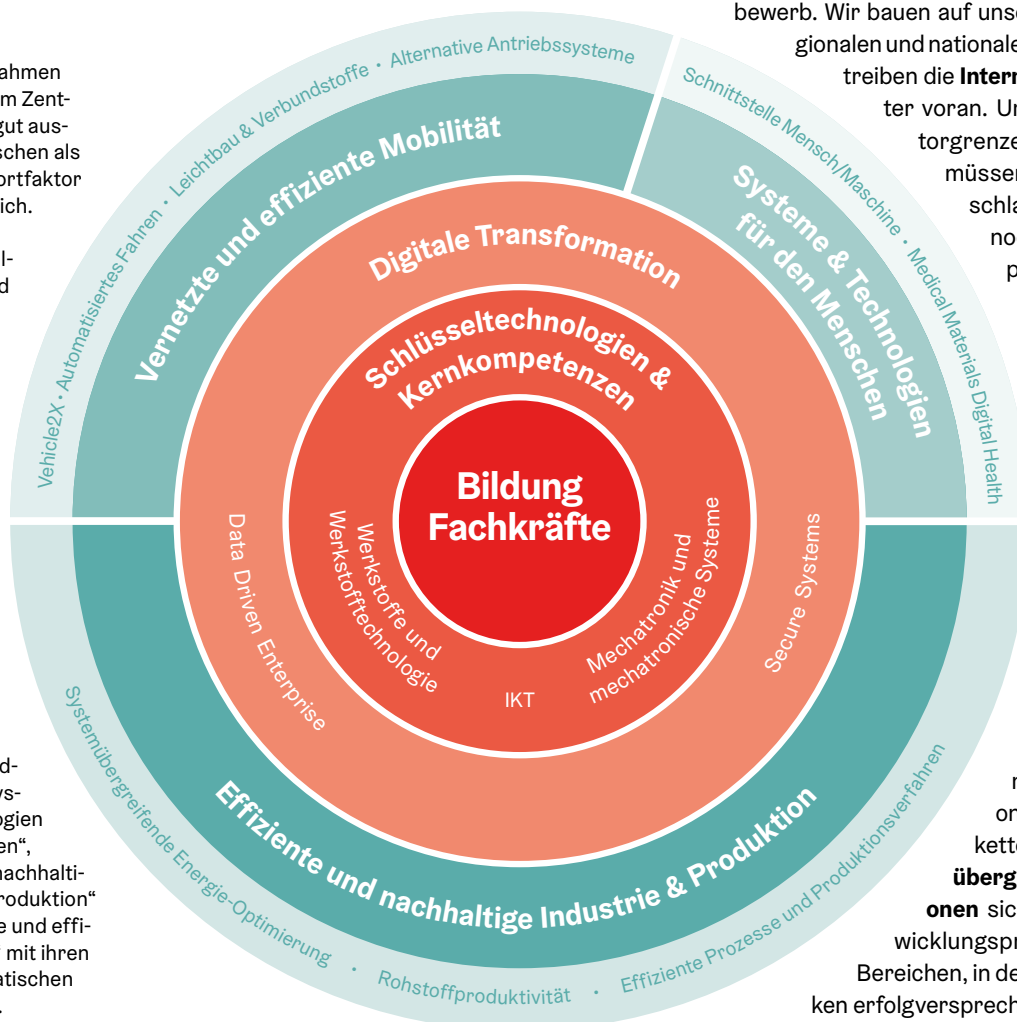 ahmen
m Zent-
gut aus-
schen als
ortfaktor
ich.
l-
d
bewerb. Wir bauen auf uns
gionalen und nationale
treiben die Intern
ter voran. Un
torgrenze
müssen
schla
no
p
Vehicle2X • Automatisiertes Fahren • Leichtbau & Verbundstoffe • Alternative Antriebssysteme
Schnittstelle Mensch/Maschine • Medical Materials Digital Health
Vernetzte und effiziente Mobilität
Systeme & Technologien
für den Menschen
Digitale Transformation
Schlüsseltechnologien &
Kernkompetenzen
Bildung
Fachkräfte
Data Driven Enterprise
Werkstoffe und
Werkstofftechnologie
IKT
Mechatronik und
mechatronische Systeme
Secure Systems
Effiziente und nachhaltige Industrie & Produktion
Systemübergreifende Energie-Optimierung • Rohstoffproduktivität • Effiziente Prozesse und Produktionsverfahren
d-
ys-
ogien
en“,
nachhalti-
roduktion“
e und effi-
mit ihren
atischen
on
kette
überg
onen sic
wicklungspr
Bereichen, in de
ken erfolgversprech